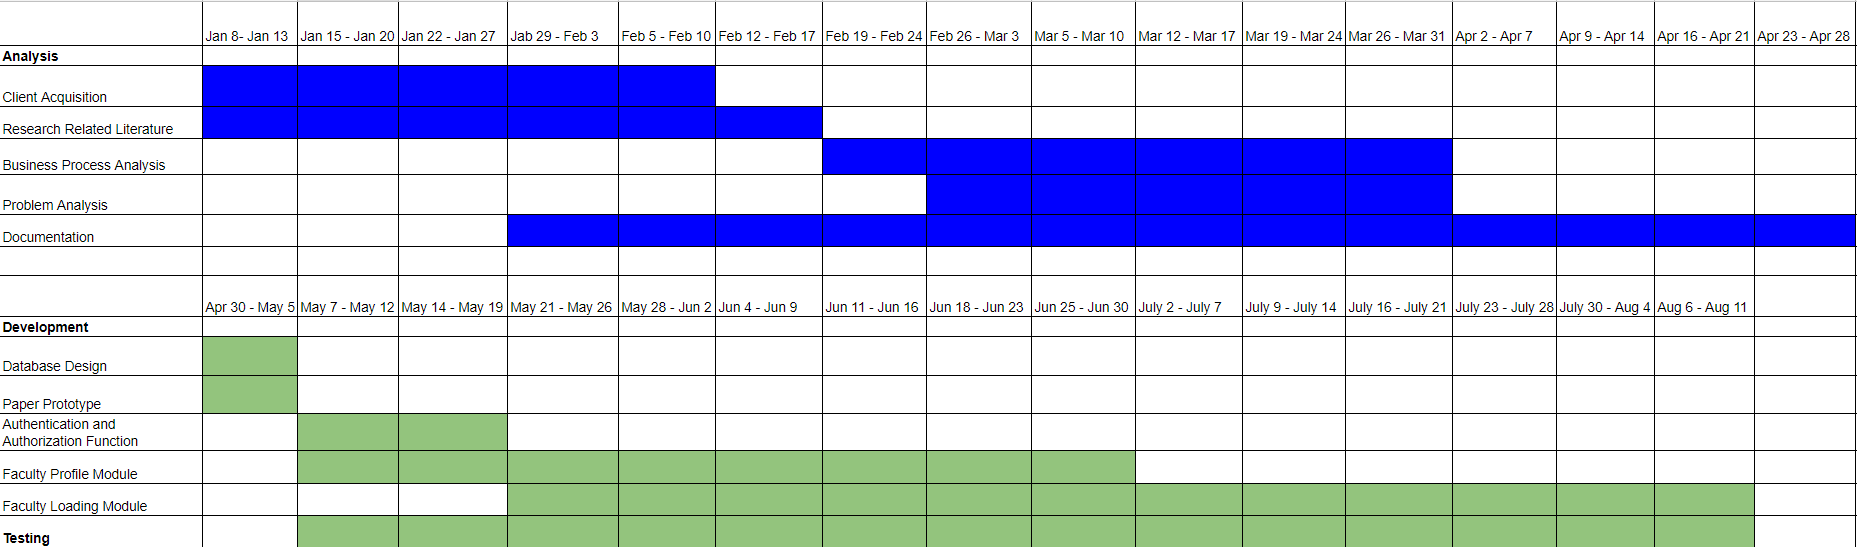 Jan 8- Jan 13 Jan 15 - Jan 20 Jan 22 - Jan 27 Jab 29 - Feb 3 Feb 5 - Feb 10 Feb 12 - Feb 17 Feb 19 - Feb 24 Feb 26 - Mar 3 Mar 5 - Mar 10 Mar 12 - Mar 17 Mar 19 - Mar 24 Mar 26 - Mar 31 Apr 2 - Apr 7 Apr 9 - Apr 14 Apr 16 - Apr 21 Apr 23 - Apr 28
Analysis
Client Acquisition
Research Related Literature
Business Process Analysis
Problem Analysis
Documentation
Apr 30 - May 5 May 7 - May 12 May 14 - May 19 May 21 - May 26 May 28 - Jun 2 Jun 4 - Jun 9 Jun 11 - Jun 16 Jun 18 - Jun 23 Jun 25 - Jun 30 July 2 - July 7 July 9 - July 14 July 16 - July 21 July 23 - July 28 July 30 - Aug 4 Aug 6 - Aug 11
Development
Database Design
Paper Prototype
Authentication and
Authorization Function
Faculty Profile Module
Faculty Loading Module
Testing